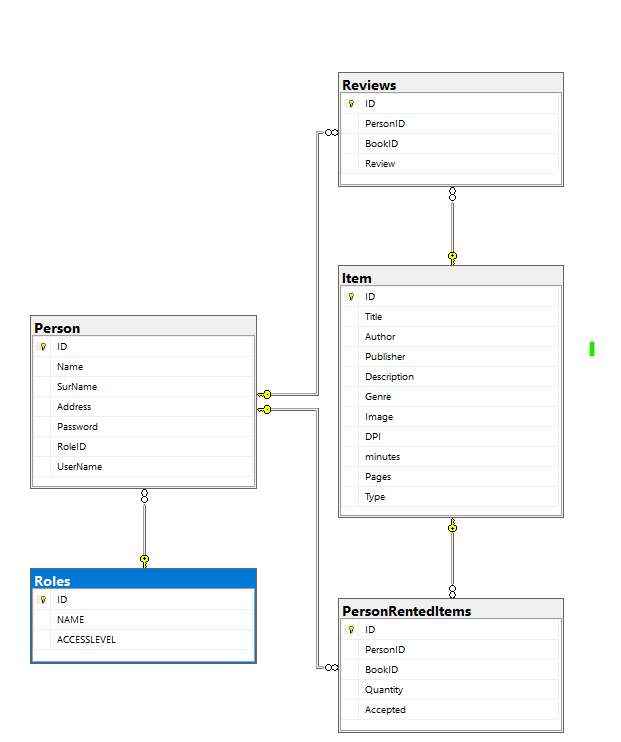 Reviews
ID
PersonID
BookID
Review
Item
ID
Title
Author
Publisher
Description
Genre
Image
DPI
minutes
Pages
Type
Person
ID
Name
SurName
Address
Password
RoleID
UserName
Roles
ID
NAME
ACCESSLEVEL
PersonRentedItems
ID
PersonID
BookID
Quantity
Accepted